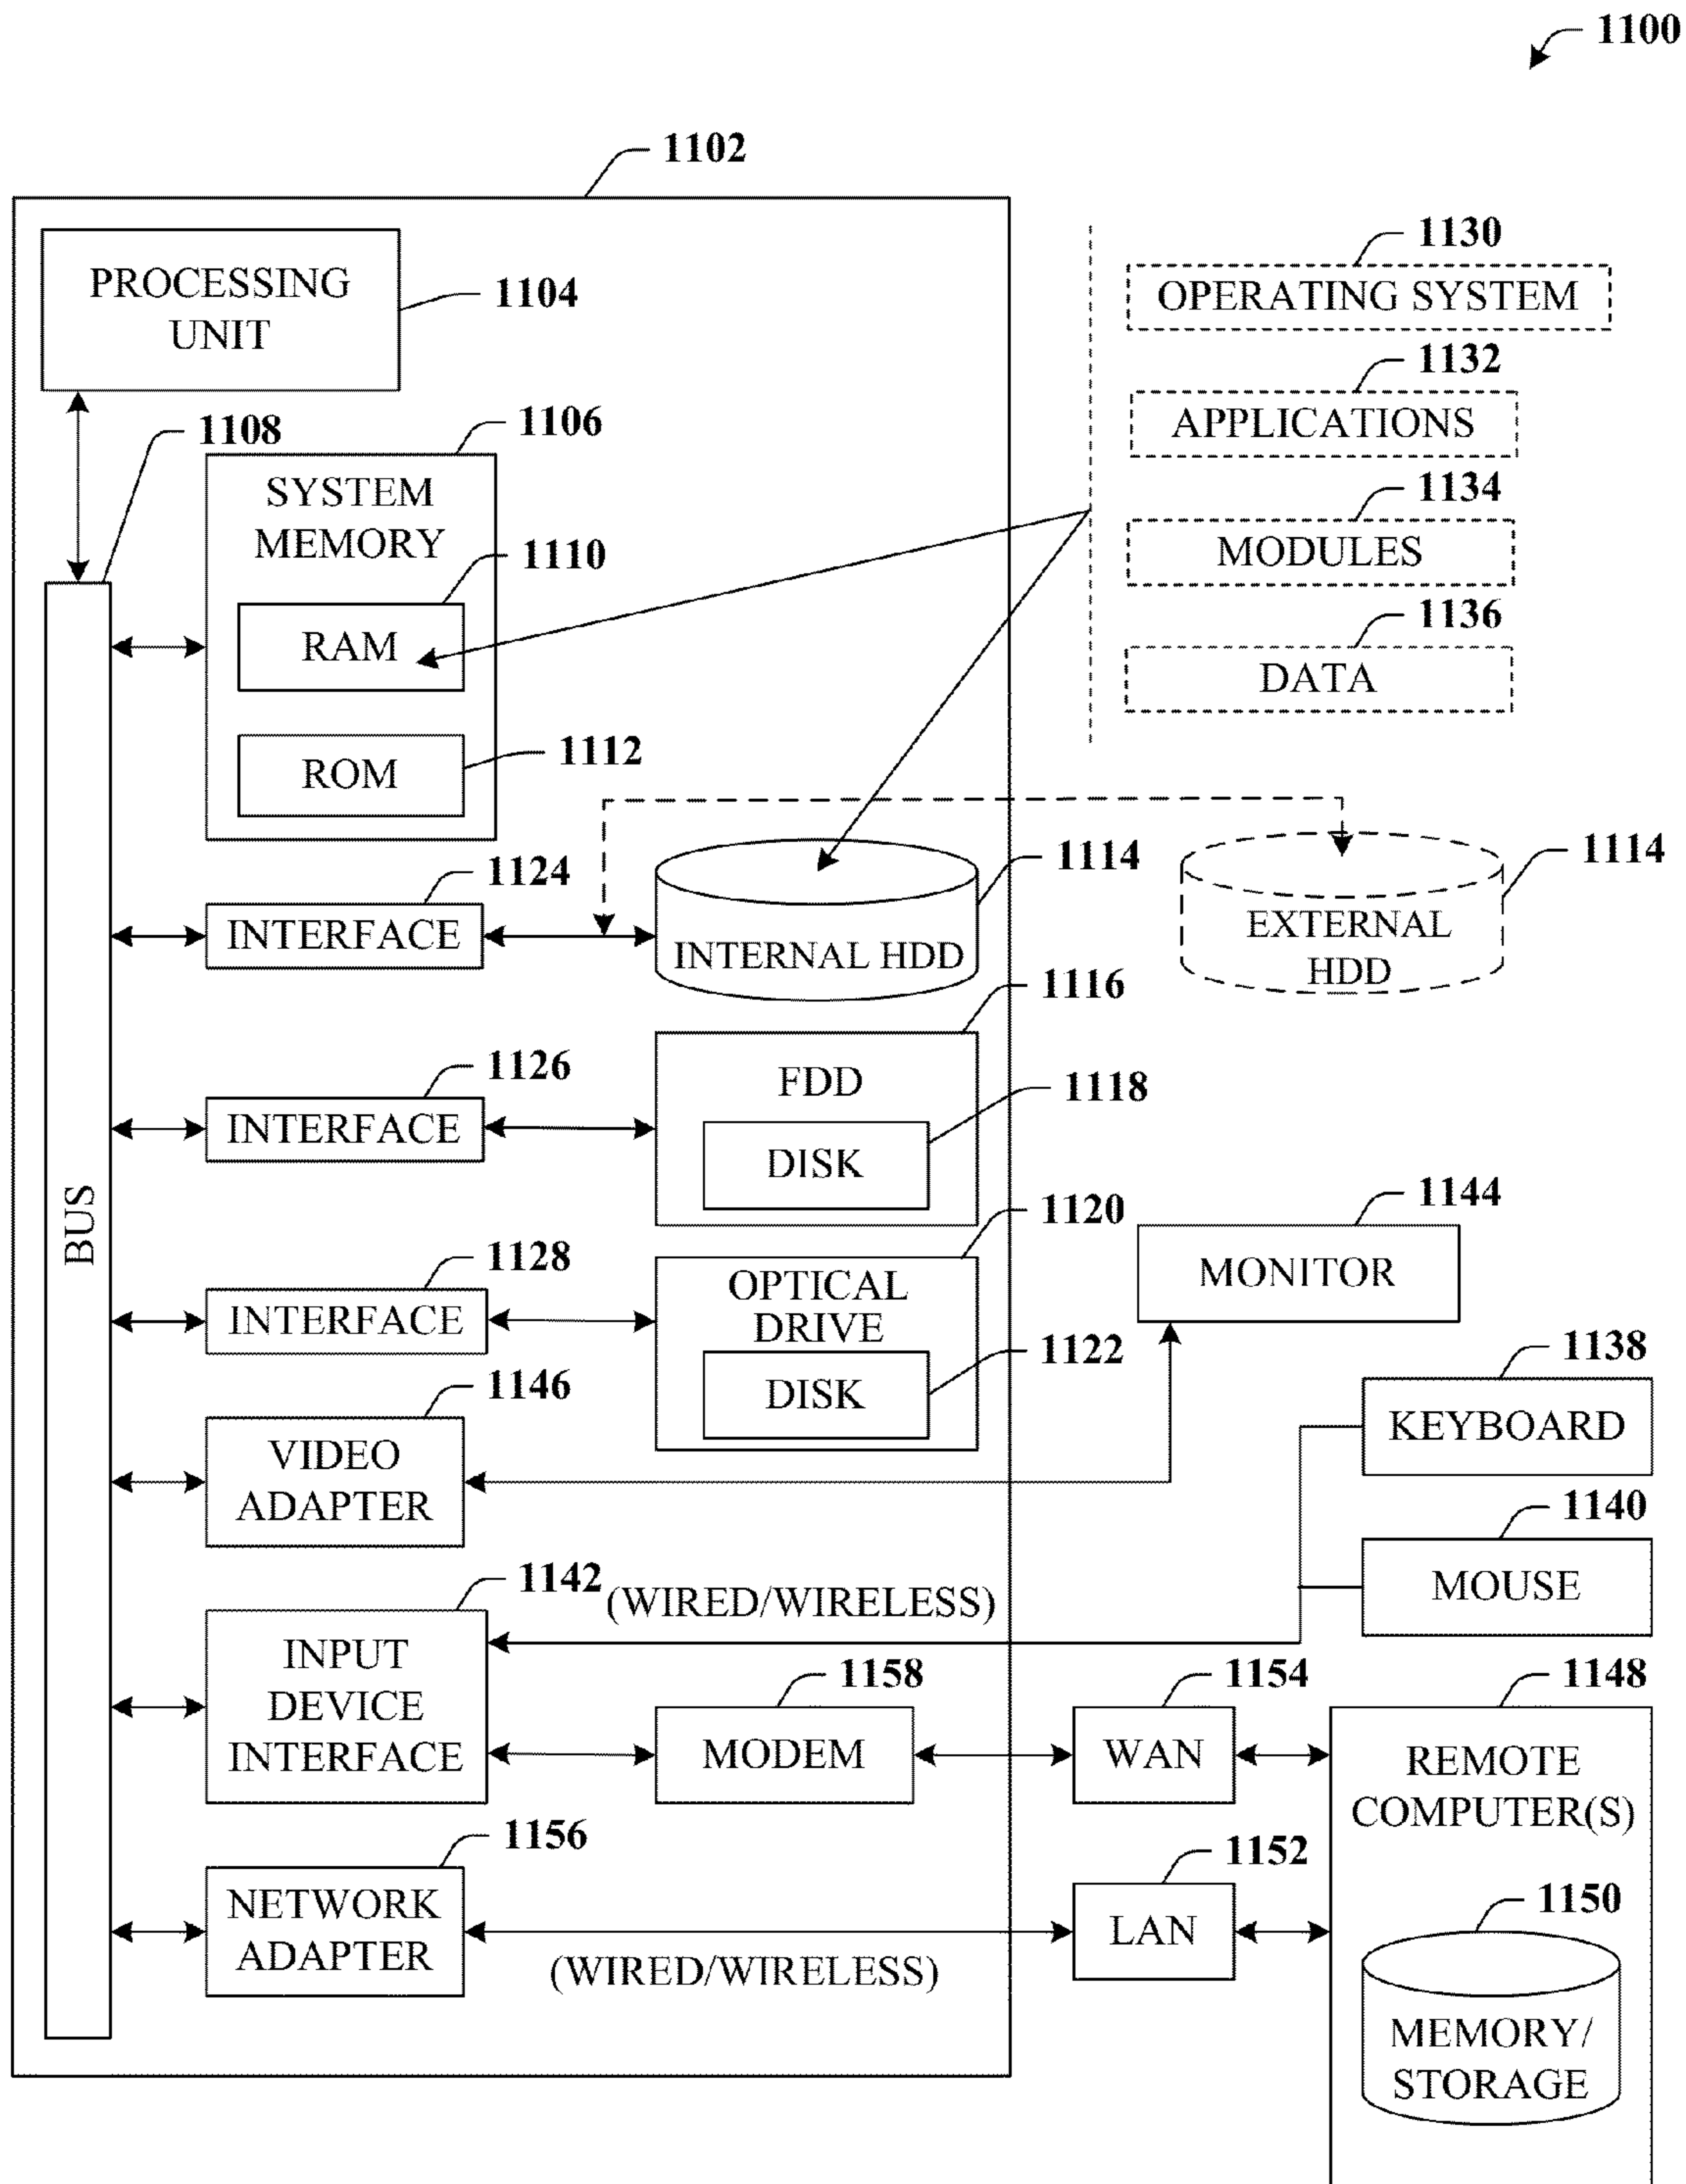 1100
1102
PROCESSING
UNIT
1104
1130
OPERATING SYSTEM
1132
APPLICATIONS
1134
MODULES
1136
DATA
1108
1106
SYSTEM
MEMORY
1110
RAM
1112
ROM
BUS
1124
INTERFACE
1114
INTERNAL HDD
1114
EXTERNAL
HDD
1126
INTERFACE
1116
FDD
1118
DISK
1128
INTERFACE
1120
OPTICAL
DRIVE
1122
DISK
1144
MONITOR
1146
VIDEO
ADAPTER
1138
KEYBOARD
1140
MOUSE
1142
(WIRED/WIRELESS)
INPUT
DEVICE
INTERFACE
1158
MODEM
1154
WAN
1148
REMOTE
COMPUTER(S)
1156
NETWORK
ADAPTER
(WIRED/WIRELESS)
1152
LAN
1150
MEMORY/
STORAGE